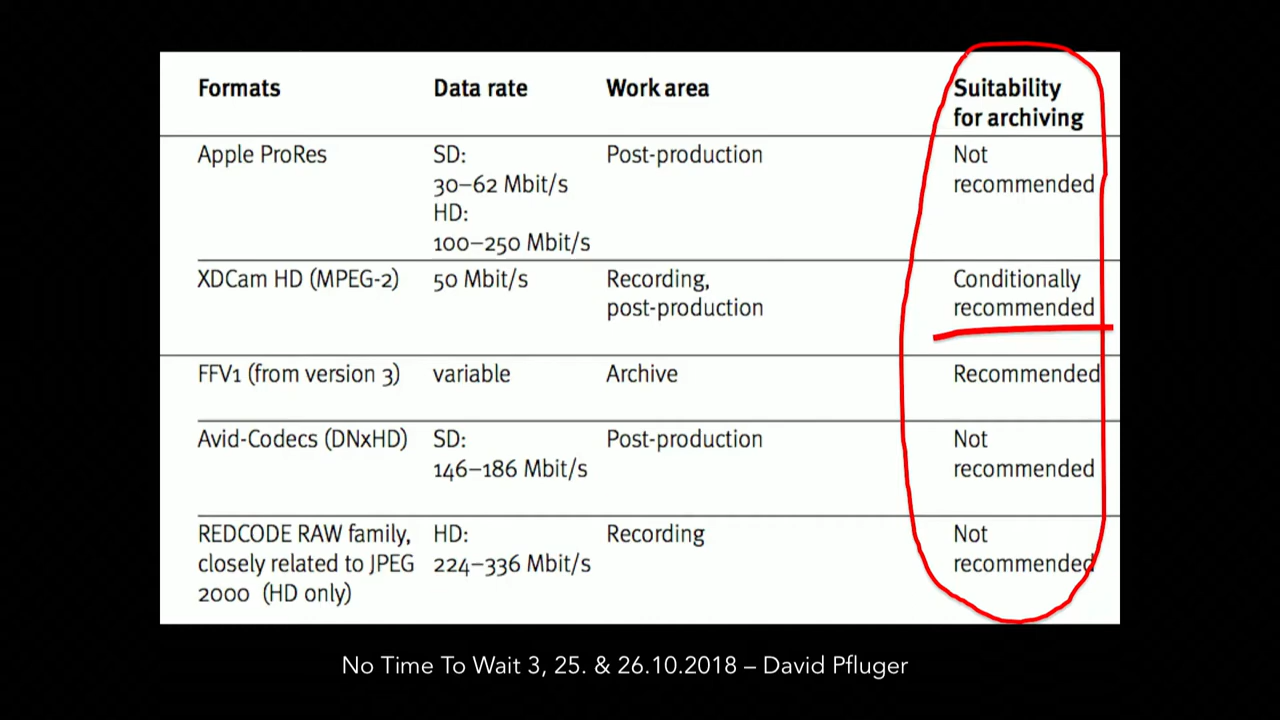 Formats Data rate Work area Suitability
for archiving
Apple ProRes SD: Post-production Not
30–62 Mbit/s recommended
HD:
100–250 Mbit/s
XDCam HD (MPEG-2) 50 Mbit/s Recording, Conditionally
post-production recommended
FFV1 (from version 3) variable Archive Recommended
Avid-Codecs (DNxHD) SD: Post-production Not
146–186 Mbit/s recommended
REDCODE RAW family, HD: Recording Not
closely related to JPEG 224–336 Mbit/s recommended
2000 (HD only)
No Time To Wait 3, 25. & 26.10.2018 – David Pfluger